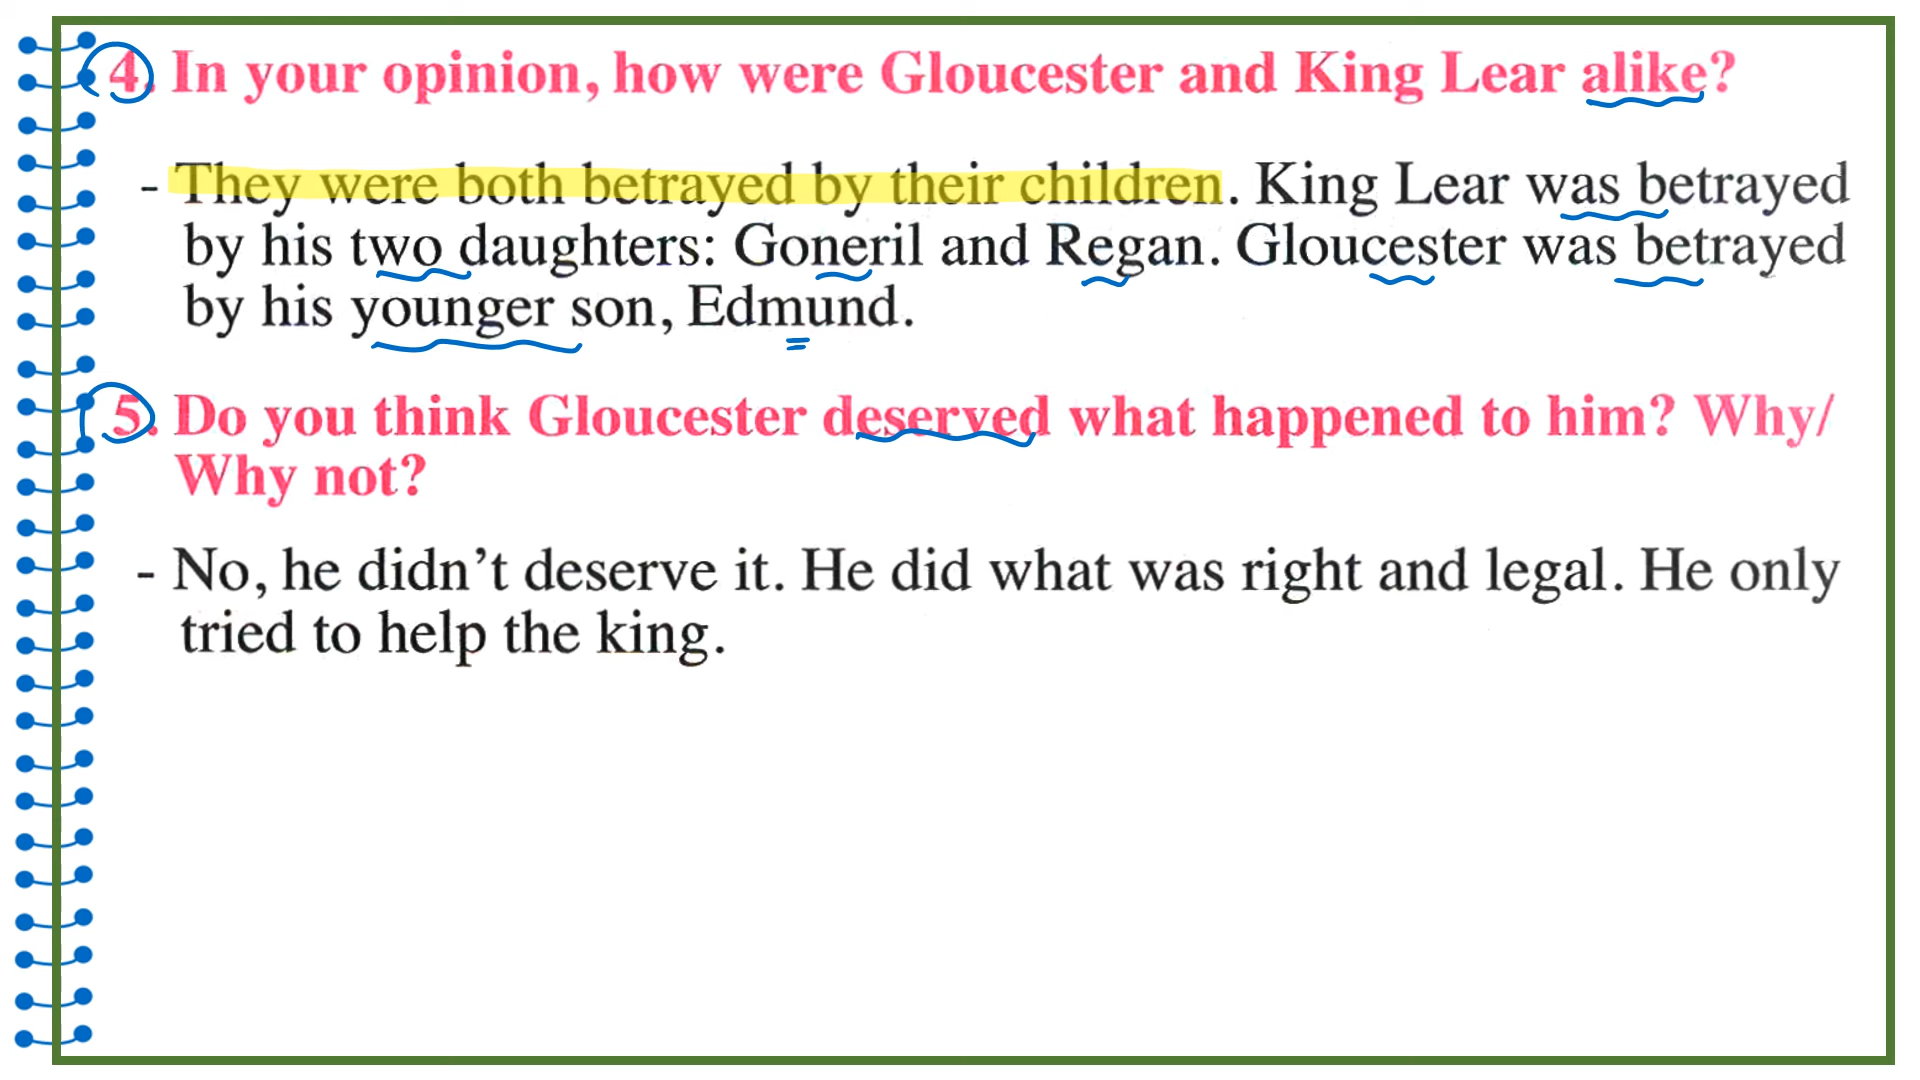 4. In your opinion, how were Gloucester and King Lear alike?
- They were both betrayed by their children. King Lear was betrayed
by his two daughters: Goneril and Regan. Gloucester was betrayed
by his younger son, Edmund.
5. Do you think Gloucester deserved what happened to him? Why/
Why not?
- No, he didn’t deserve it. He did what was right and legal. He only
tried to help the king.